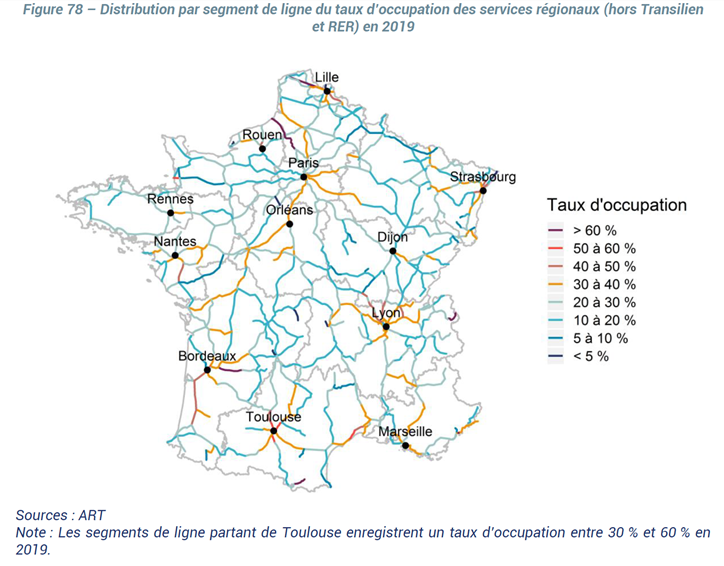 Figure 78 – Distribution par segment de ligne du taux d'occupation des services régionaux (hors Transilien
et RER) en 2019
Lille
Rouen
Paris
Strasbourg
Rennes
Orléans
Nantes
Dijon
Lyon
Bordeaux
Toulouse
Marseille
Taux d'occupation
> 60 %
50 à 60 %
40 à 50 %
30 à 40 %
20 à 30 %
10 à 20 %
5 à 10 %
< 5 %
Sources : ART
Note : Les segments de ligne partant de Toulouse enregistrent un taux d'occupation entre 30 % et 60 % en
2019.